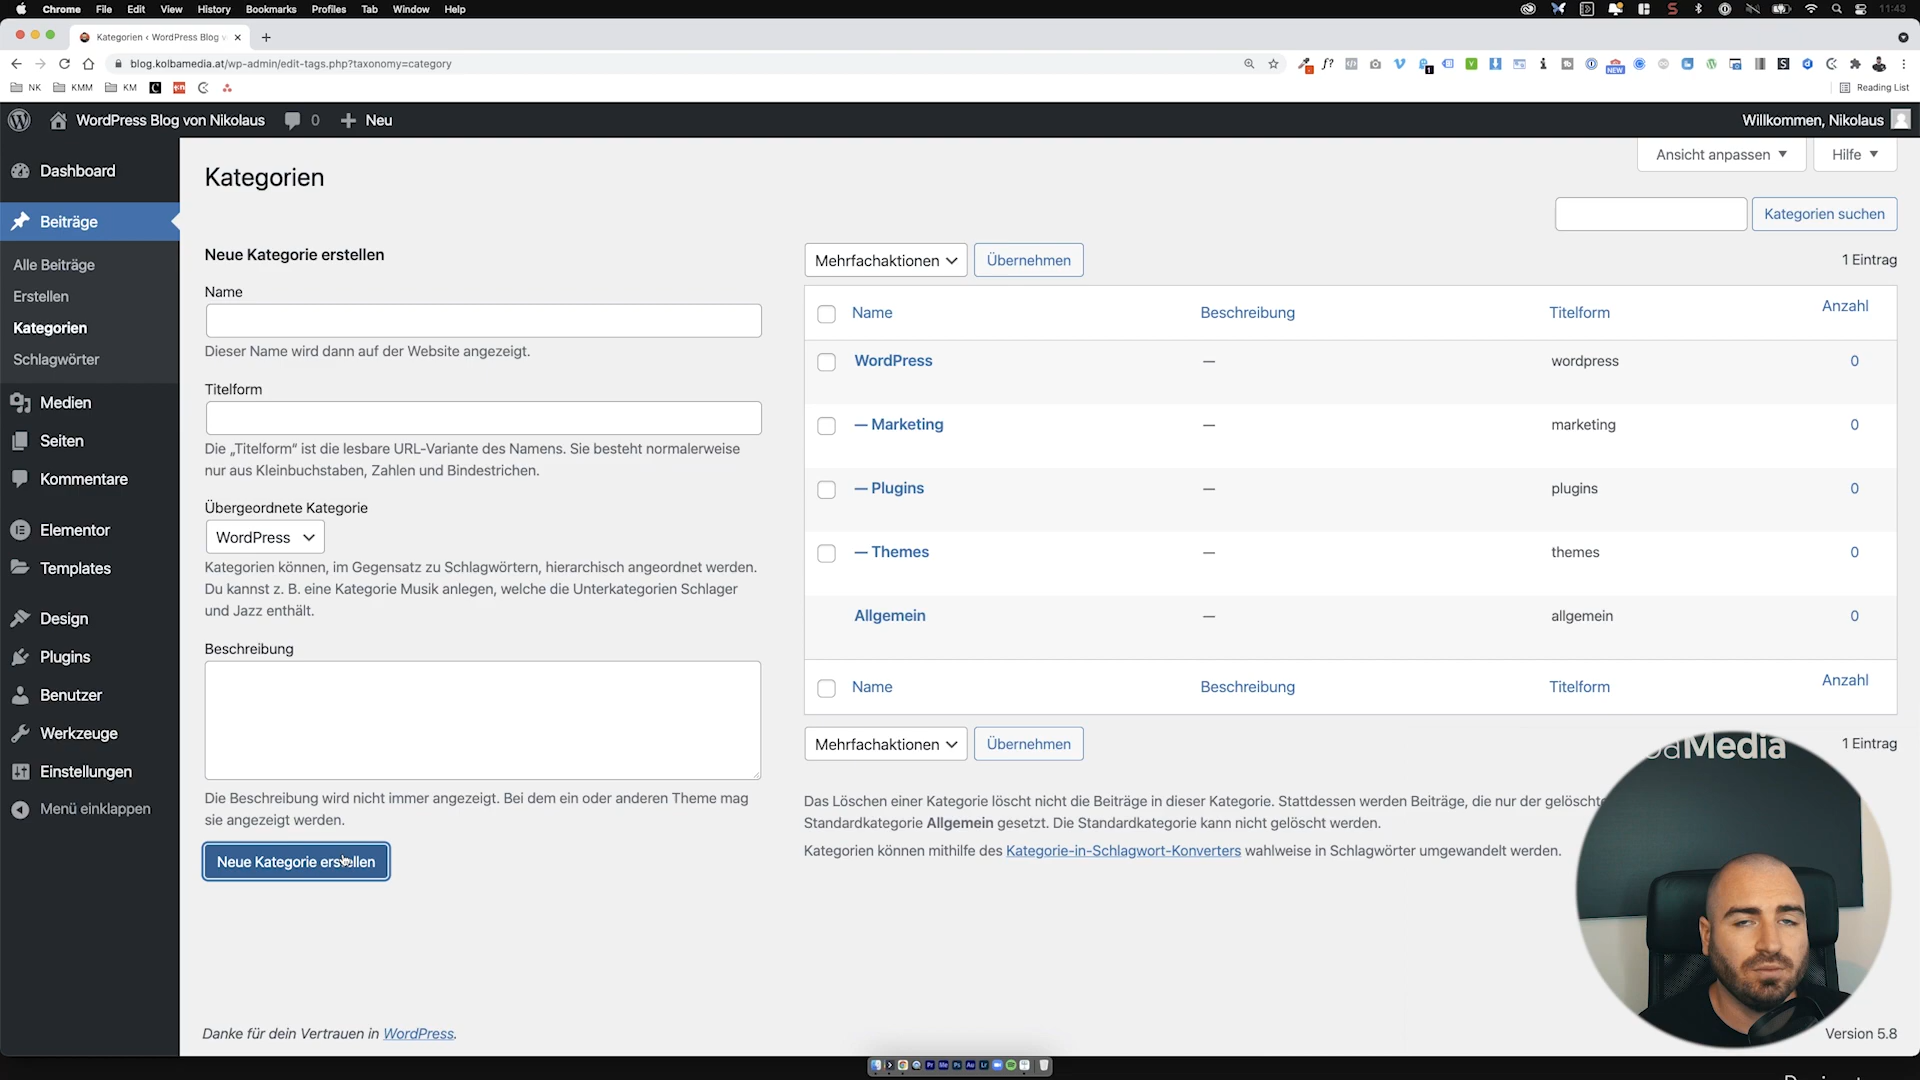 Chrome File Edit View History Bookmarks Profiles Tab Window Help 11:43
Kategorien ‹ WordPress Blog v
blog.kolbamedia.at/wp-admin/edit-tags.php?taxonomy=category
NK KMM KM Reading List
WordPress Blog von Nikolaus 0 Neu Willkommen, Nikolaus
Ansicht anpassen Hilfe
Dashboard
Beiträge
Alle Beiträge
Erstellen
Kategorien
Schlagwörter
Medien
Seiten
Kommentare
Elementor
Templates
Design
Plugins
Benutzer
Werkzeuge
Einstellungen
Menü einklappen
Kategorien
Kategorien suchen
Neue Kategorie erstellen
Name
Dieser Name wird dann auf der Website angezeigt.
Titelform
Die „Titelform“ ist die lesbare URL-Variante des Namens. Sie besteht normalerweise
nur aus Kleinbuchstaben, Zahlen und Bindestrichen.
Übergeordnete Kategorie
WordPress
Kategorien können, im Gegensatz zu Schlagwörtern, hierarchisch angeordnet werden.
Du kannst z. B. eine Kategorie Musik anlegen, welche die Unterkategorien Schlager
und Jazz enthält.
Beschreibung
Die Beschreibung wird nicht immer angezeigt. Bei dem ein oder anderen Theme mag
sie angezeigt werden.
Neue Kategorie erstellen
Mehrfachaktionen Übernehmen 1 Eintrag
Name Beschreibung Titelform Anzahl
WordPress — wordpress 0
— Marketing — marketing 0
— Plugins — plugins 0
— Themes — themes 0
Allgemein — allgemein 0
Name Beschreibung Titelform Anzahl
Mehrfachaktionen Übernehmen 1 Eintrag
Das Löschen einer Kategorie löscht nicht die Beiträge in dieser Kategorie. Stattdessen werden Beiträge, die nur der gelöschte
Standardkategorie Allgemein gesetzt. Die Standardkategorie kann nicht gelöscht werden.
Kategorien können mithilfe des Kategorie-in-Schlagwort-Konverters wahlweise in Schlagwörter umgewandelt werden.
Media
Danke für dein Vertrauen in WordPress.
Version 5.8